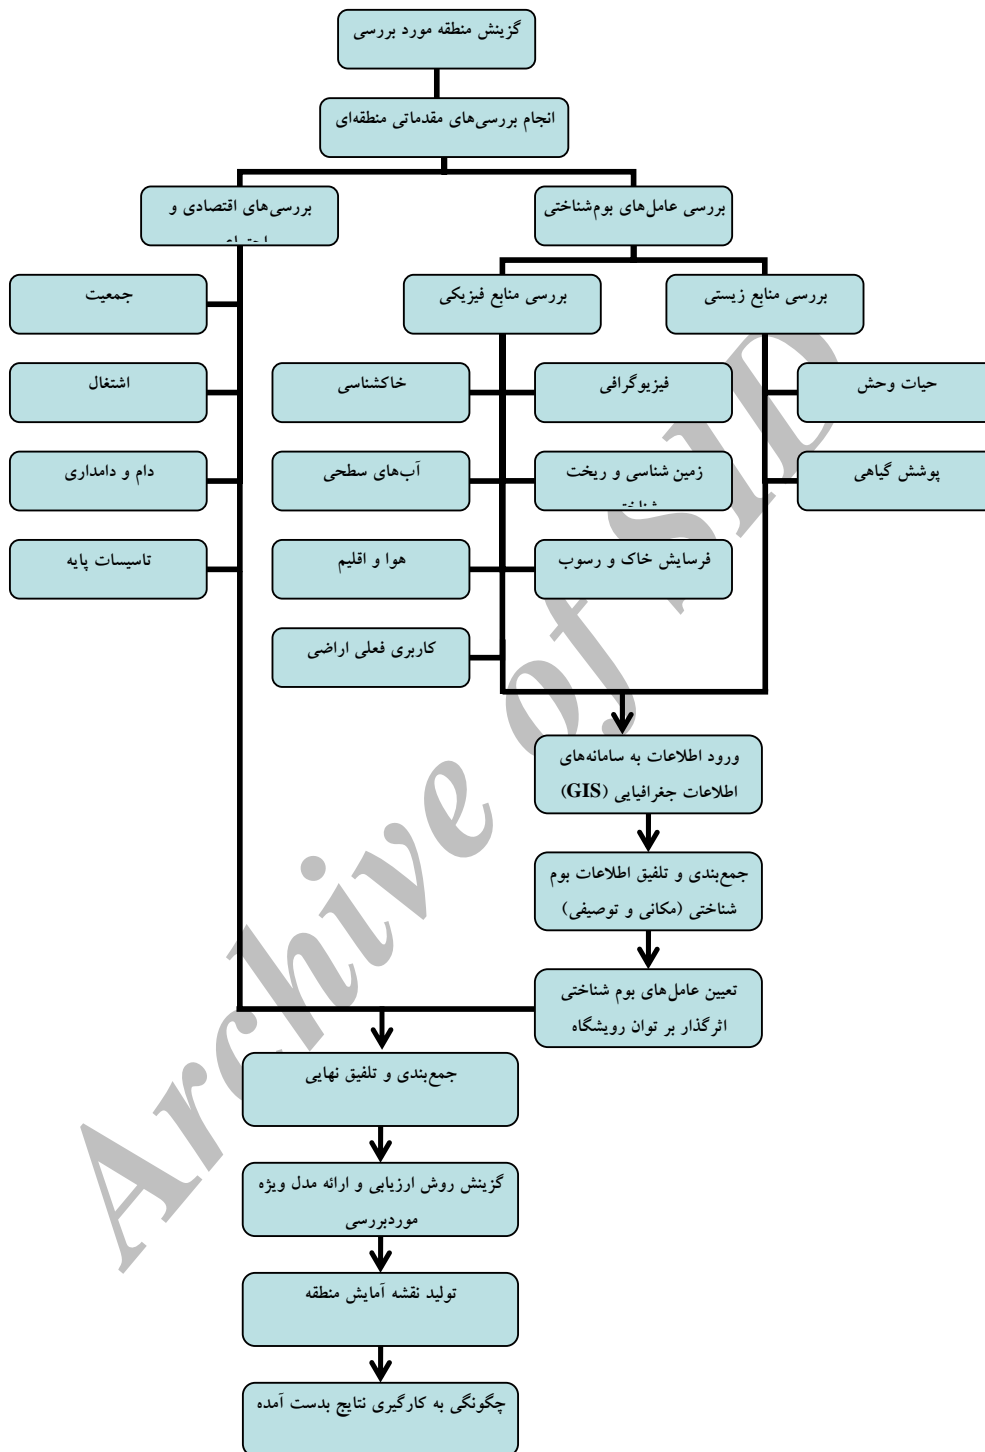 گزینش منطقه مورد بررسی
انجام بررسی‌های مقدماتی منطقه‌ای
بررسی عامل‌های بوم‌شناختی
بررسی‌های اقتصادی و
بررسی منابع زیستی
بررسی منابع فیزیکی
جمعیت
حیات وحش
فیزیوگرافی
خاکشناسی
اشتغال
پوشش گیاهی
زمین شناسی و ریخت
آب‌های سطحی
دام و دامداری
فرسایش خاک و رسوب
هوا و اقلیم
تاسیسات پایه
کاربری فعلی اراضی
ورود اطلاعات به سامانه‌های
اطلاعات جغرافیایی (GIS)
جمع‌بندی و تلفیق اطلاعات بوم
شناختی (مکانی و توصیفی)
تعیین عامل‌های بوم شناختی
اثرگذار بر توان رویشگاه
جمع‌بندی و تلفیق نهایی
گزینش روش ارزیابی و ارائه مدل ویژه
موردبررسی
تولید نقشه آمایش منطقه
چگونگی به کارگیری نتایج بدست آمده
Archive of SID